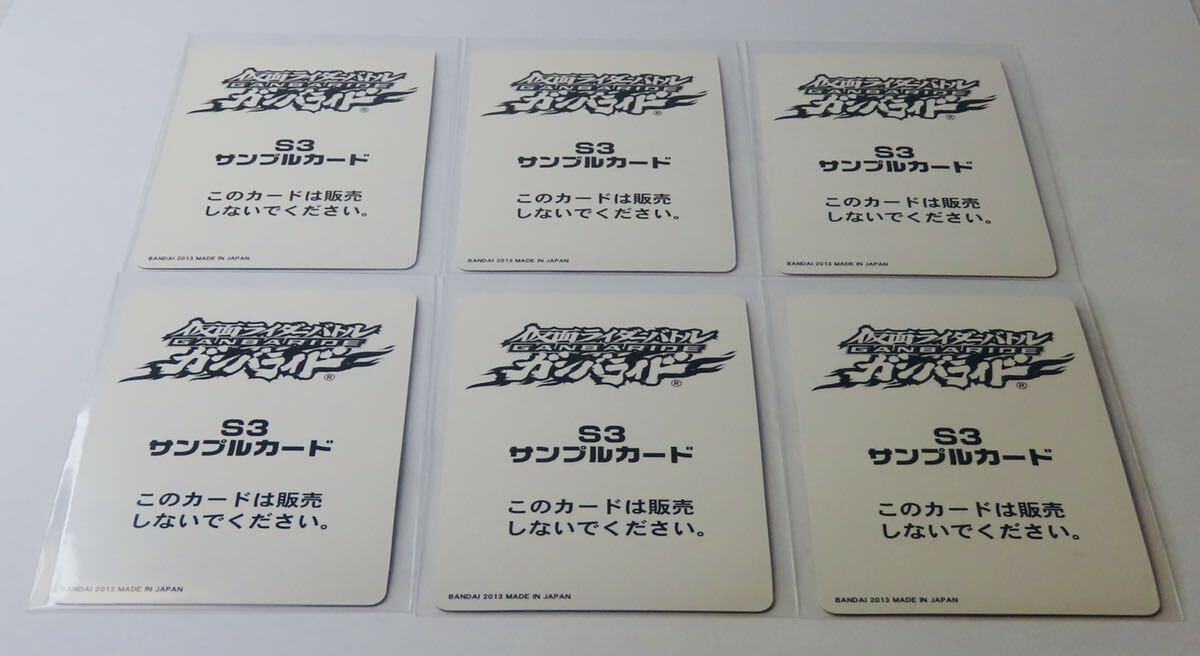 仮面ライダーバトル
GANBARIDE
ガンバライド®
S3
サンプルカード
このカードは販売
しないでください。
BANDAI 2013 MADE IN JAPAN
仮面ライダーバトル
GANBARIDE
ガンバライド®
S3
サンプルカード
このカードは販売
しないでください。
BANDAI 2013 MADE IN JAPAN
仮面ライダーバトル
GANBARIDE
ガンバライド®
S3
サンプルカード
このカードは販売
しないでください。
BANDAI 2013 MADE IN JAPAN
仮面ライダーバトル
GANBARIDE
ガンバライド®
S3
サンプルカード
このカードは販売
しないでください。
BANDAI 2013 MADE IN JAPAN
仮面ライダーバトル
GANBARIDE
ガンバライド®
S3
サンプルカード
このカードは販売
しないでください。
BANDAI 2013 MADE IN JAPAN
仮面ライダーバトル
GANBARIDE
ガンバライド®
S3
サンプルカード
このカードは販売
しないでください。
BANDAI 2013 MADE IN JAPAN